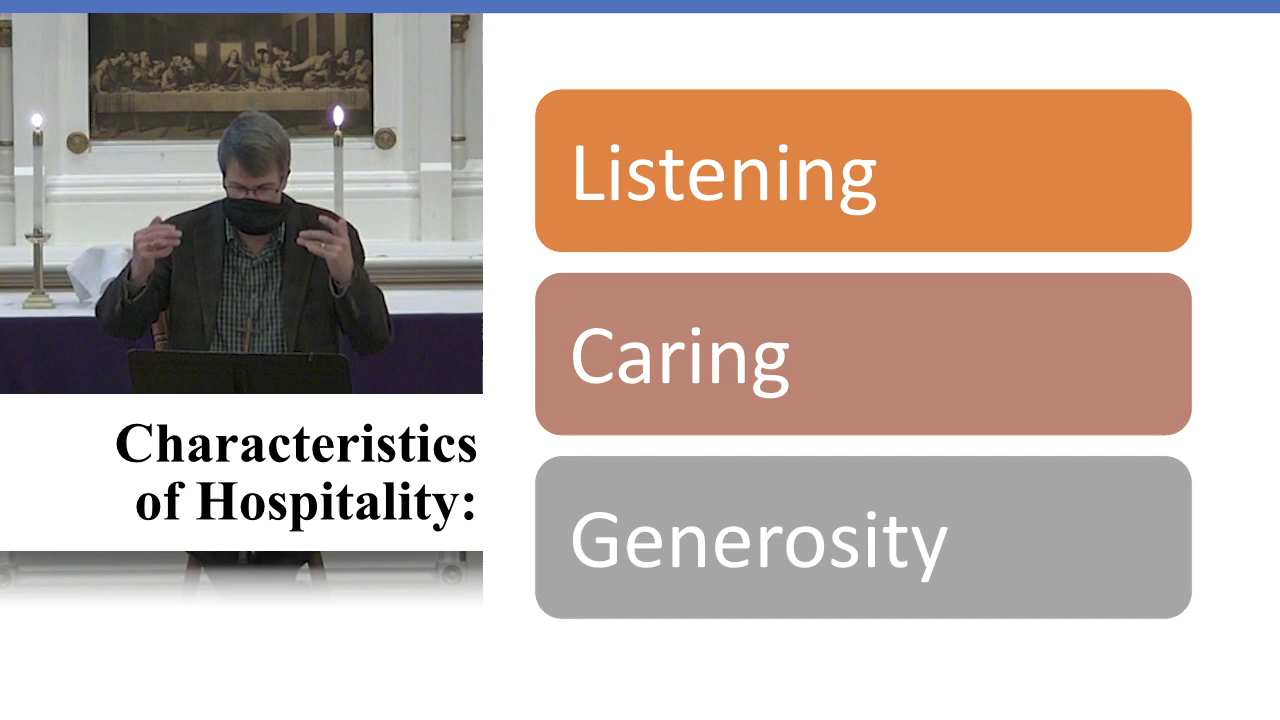 Characteristics
of Hospitality:
Listening
Caring
Generosity